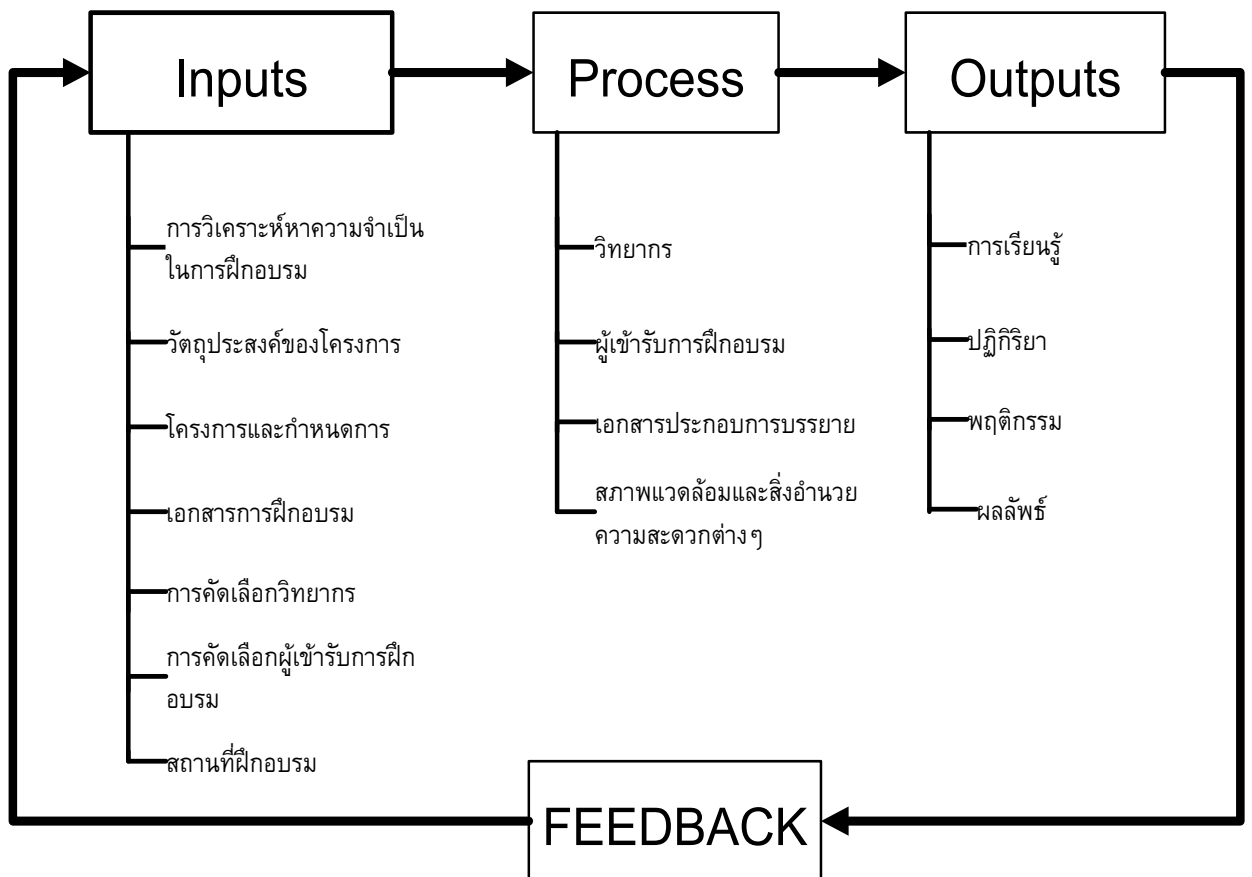 Inputs
Process
Outputs
การวิเคราะห์หาความจำเป็น
ในการฝึกอบรม
วัตถุประสงค์ของโครงการ
โครงการและกำหนดการ
เอกสารการฝึกอบรม
การคัดเลือกวิทยากร
การคัดเลือกผู้เข้ารับการฝึก
อบรม
สถานที่ฝึกอบรม
วิทยากร
ผู้เข้ารับการฝึกอบรม
เอกสารประกอบการบรรยาย
สภาพแวดล้อมและสิ่งอำนวย
ความสะดวกต่างๆ
การเรียนรู้
ปฏิกิริยา
พฤติกรรม
ผลลัพธ์
FEEDBACK